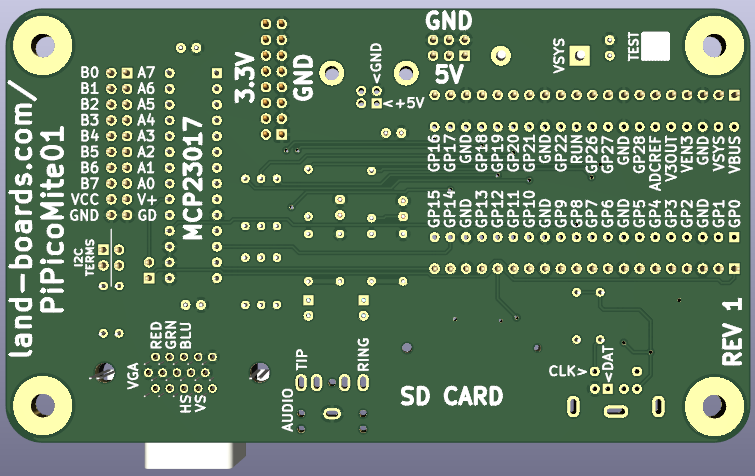 land-boards.com/
PiPicoMite01
B0 A7
B1 A6
B2 A5
B3 A4
B4 A3
B5 A2
B6 A1
B7 A0
VCC V+
GND GD
MCP23017
3.3V
GND
GND
5V
<GND
<+5V
VSYS
TEST
GP16
GP17
GND
GP18
GP19
GP20
GP21
GND
GP22
RUN
GP26
GP27
GND
GP28
ADCREF
V3OUT
VEN3
GND
VSYS
VBUS
GP15
GP14
GND
GP13
GP12
GP11
GP10
GND
GP9
GP8
GP7
GP6
GND
GP5
GP4
GP3
GP2
GND
GP1
GP0
I2C
TERMS
RED
GRN
BLU
VGA
HS
VS
TIP
RING
AUDIO
SD CARD
CLK>
<DAT
REV 1